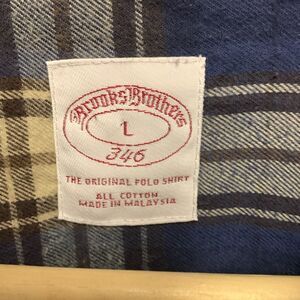 Brooks Brothers
L
346
THE ORIGINAL POLO SHIRT
ALL COTTON
MADE IN MALAYSIA